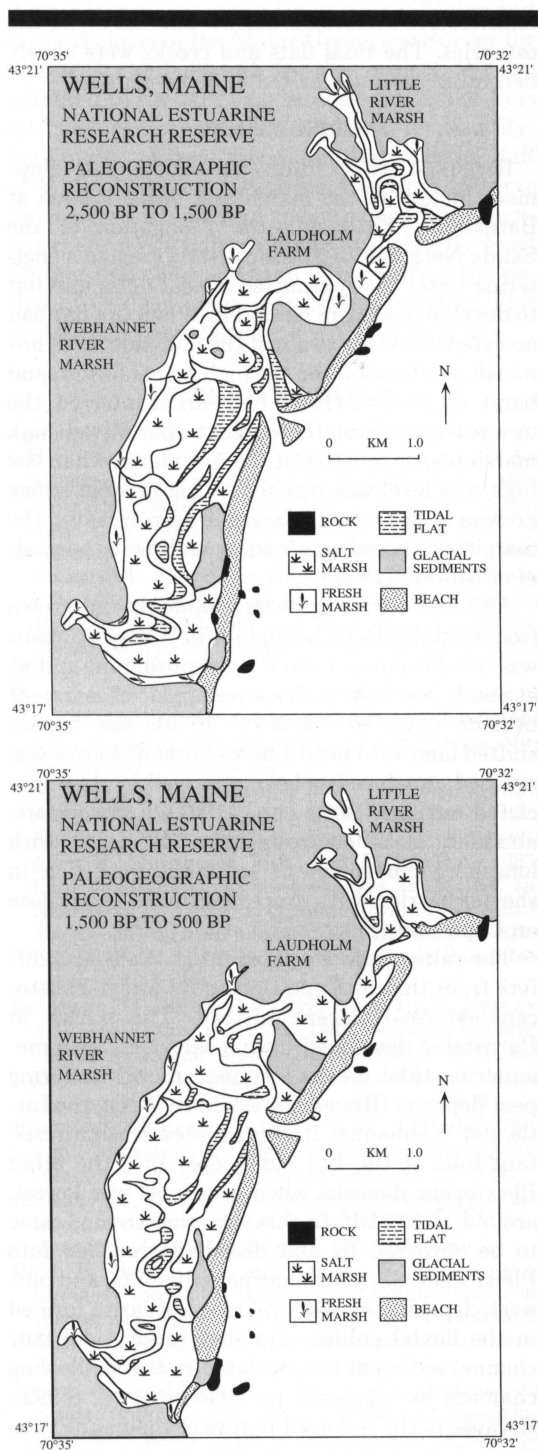 70°35'
70°32'
43°21'
43°21'
WELLS, MAINE
NATIONAL ESTUARINE
RESEARCH RESERVE
PALEOGEOGRAPHIC
RECONSTRUCTION
2,500 BP TO 1,500 BP
LITTLE
RIVER
MARSH
LAUDHOLM
FARM
WEBHANNET
RIVER
MARSH
N
0 KM 1.0
ROCK
TIDAL
FLAT
SALT
MARSH
GLACIAL
SEDIMENTS
FRESH
MARSH
BEACH
43°17'
43°17'
70°35'
70°32'
43°21'
43°21'
WELLS, MAINE
NATIONAL ESTUARINE
RESEARCH RESERVE
PALEOGEOGRAPHIC
RECONSTRUCTION
1,500 BP TO 500 BP
LITTLE
RIVER
MARSH
LAUDHOLM
FARM
WEBHANNET
RIVER
MARSH
N
0 KM 1.0
ROCK
TIDAL
FLAT
SALT
MARSH
GLACIAL
SEDIMENTS
FRESH
MARSH
BEACH
43°17'
43°17'
70°35'
70°32'